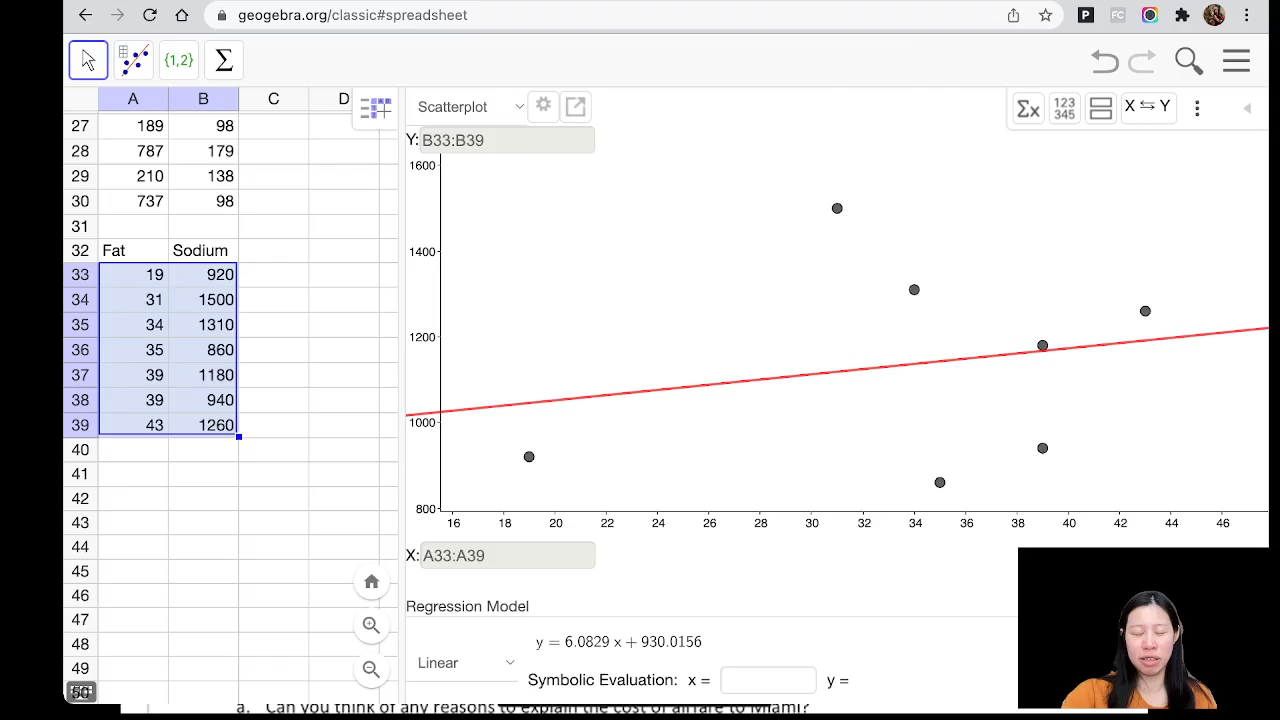 geogebra.org/classic#spreadsheet
P FC
{1,2} Σ
A B C D
27 189 98
28 787 179
29 210 138
30 737 98
31
32 Fat Sodium
33 19 920
34 31 1500
35 34 1310
36 35 860
37 39 1180
38 39 940
39 43 1260
40
41
42
43
44
45
46
47
48
49
50
Scatterplot
Σx 123 345 X ⇆ Y
Y: B33:B39
1600
1400
1200
1000
800
16 18 20 22 24 26 28 30 32 34 36 38 40 42 44 46
X: A33:A39
Regression Model
y = 6.0829 x + 930.0156
Linear
Symbolic Evaluation: x = y =
a. Can you think of any reasons to explain the cost of airfare to Miami?